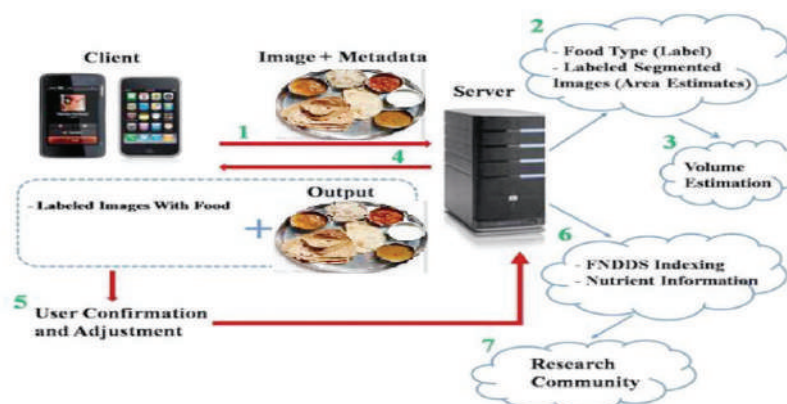 Client
Image + Metadata
Server
1
4
2
- Food Type (Label)
- Labeled Segmented
Images (Area Estimates)
3
Volume
Estimation
- Labeled Images With Food
+
Output
5
User Confirmation
and Adjustment
6
- FNDDS Indexing
- Nutrient Information
7
Research
Community